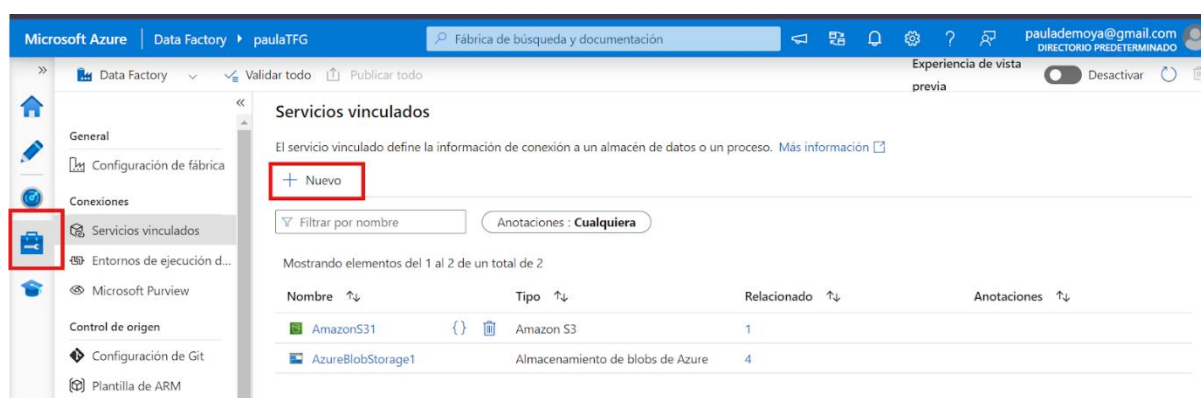 Microsoft Azure | Data Factory ▸ paulaTFG
Fábrica de búsqueda y documentación
paulademoya@gmail.com
DIRECTORIO PREDETERMINADO
» Data Factory Validar todo Publicar todo
Experiencia de vista
previa
Desactivar
«
General
Configuración de fábrica
Conexiones
Servicios vinculados
Entornos de ejecución d...
Microsoft Purview
Control de origen
Configuración de Git
Plantilla de ARM
Servicios vinculados
El servicio vinculado define la información de conexión a un almacén de datos o un proceso. Más información
+ Nuevo
Filtrar por nombre
Anotaciones : Cualquiera
Mostrando elementos del 1 al 2 de un total de 2
Nombre ↑↓ Tipo ↑↓ Relacionado ↑↓ Anotaciones ↑↓
AmazonS31 {} Amazon S3 1
AzureBlobStorage1 Almacenamiento de blobs de Azure 4